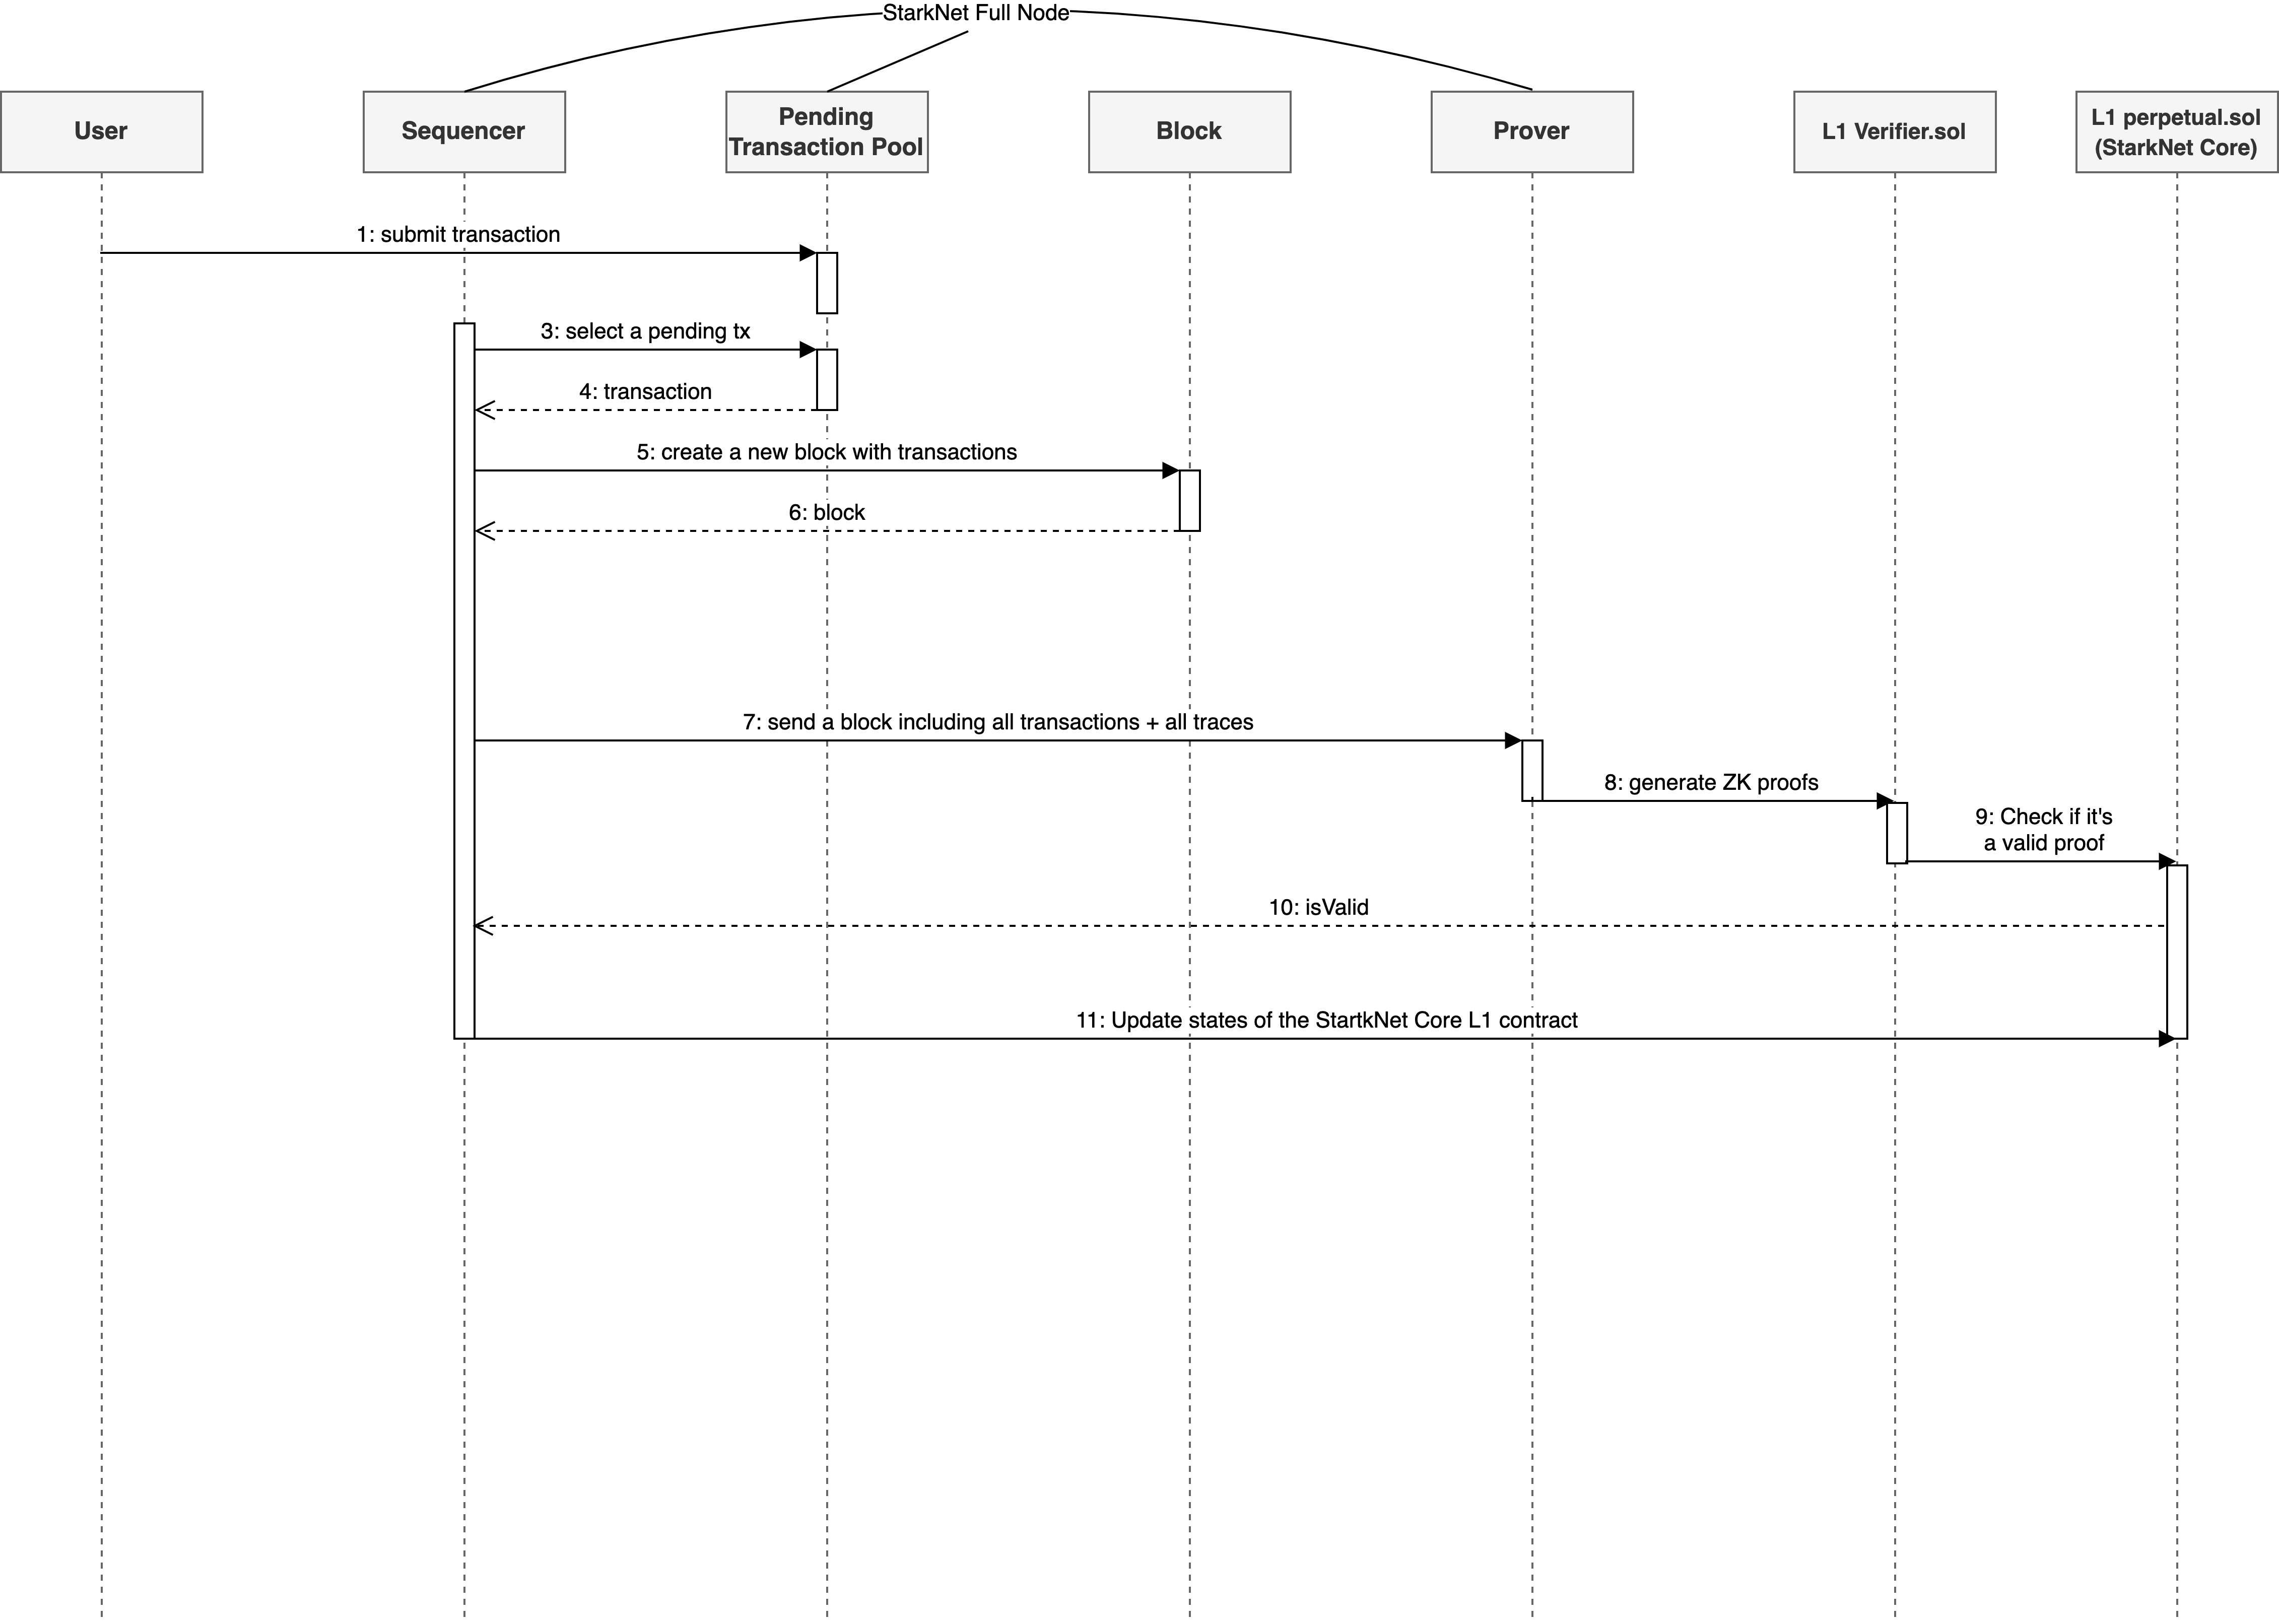 StarkNet Full Node
User
Sequencer
Pending
Transaction Pool
Block
Prover
L1 Verifier.sol
L1 perpetual.sol
(StarkNet Core)
1: submit transaction
3: select a pending tx
4: transaction
5: create a new block with transactions
6: block
7: send a block including all transactions + all traces
8: generate ZK proofs
9: Check if it's
a valid proof
10: isValid
11: Update states of the StartkNet Core L1 contract